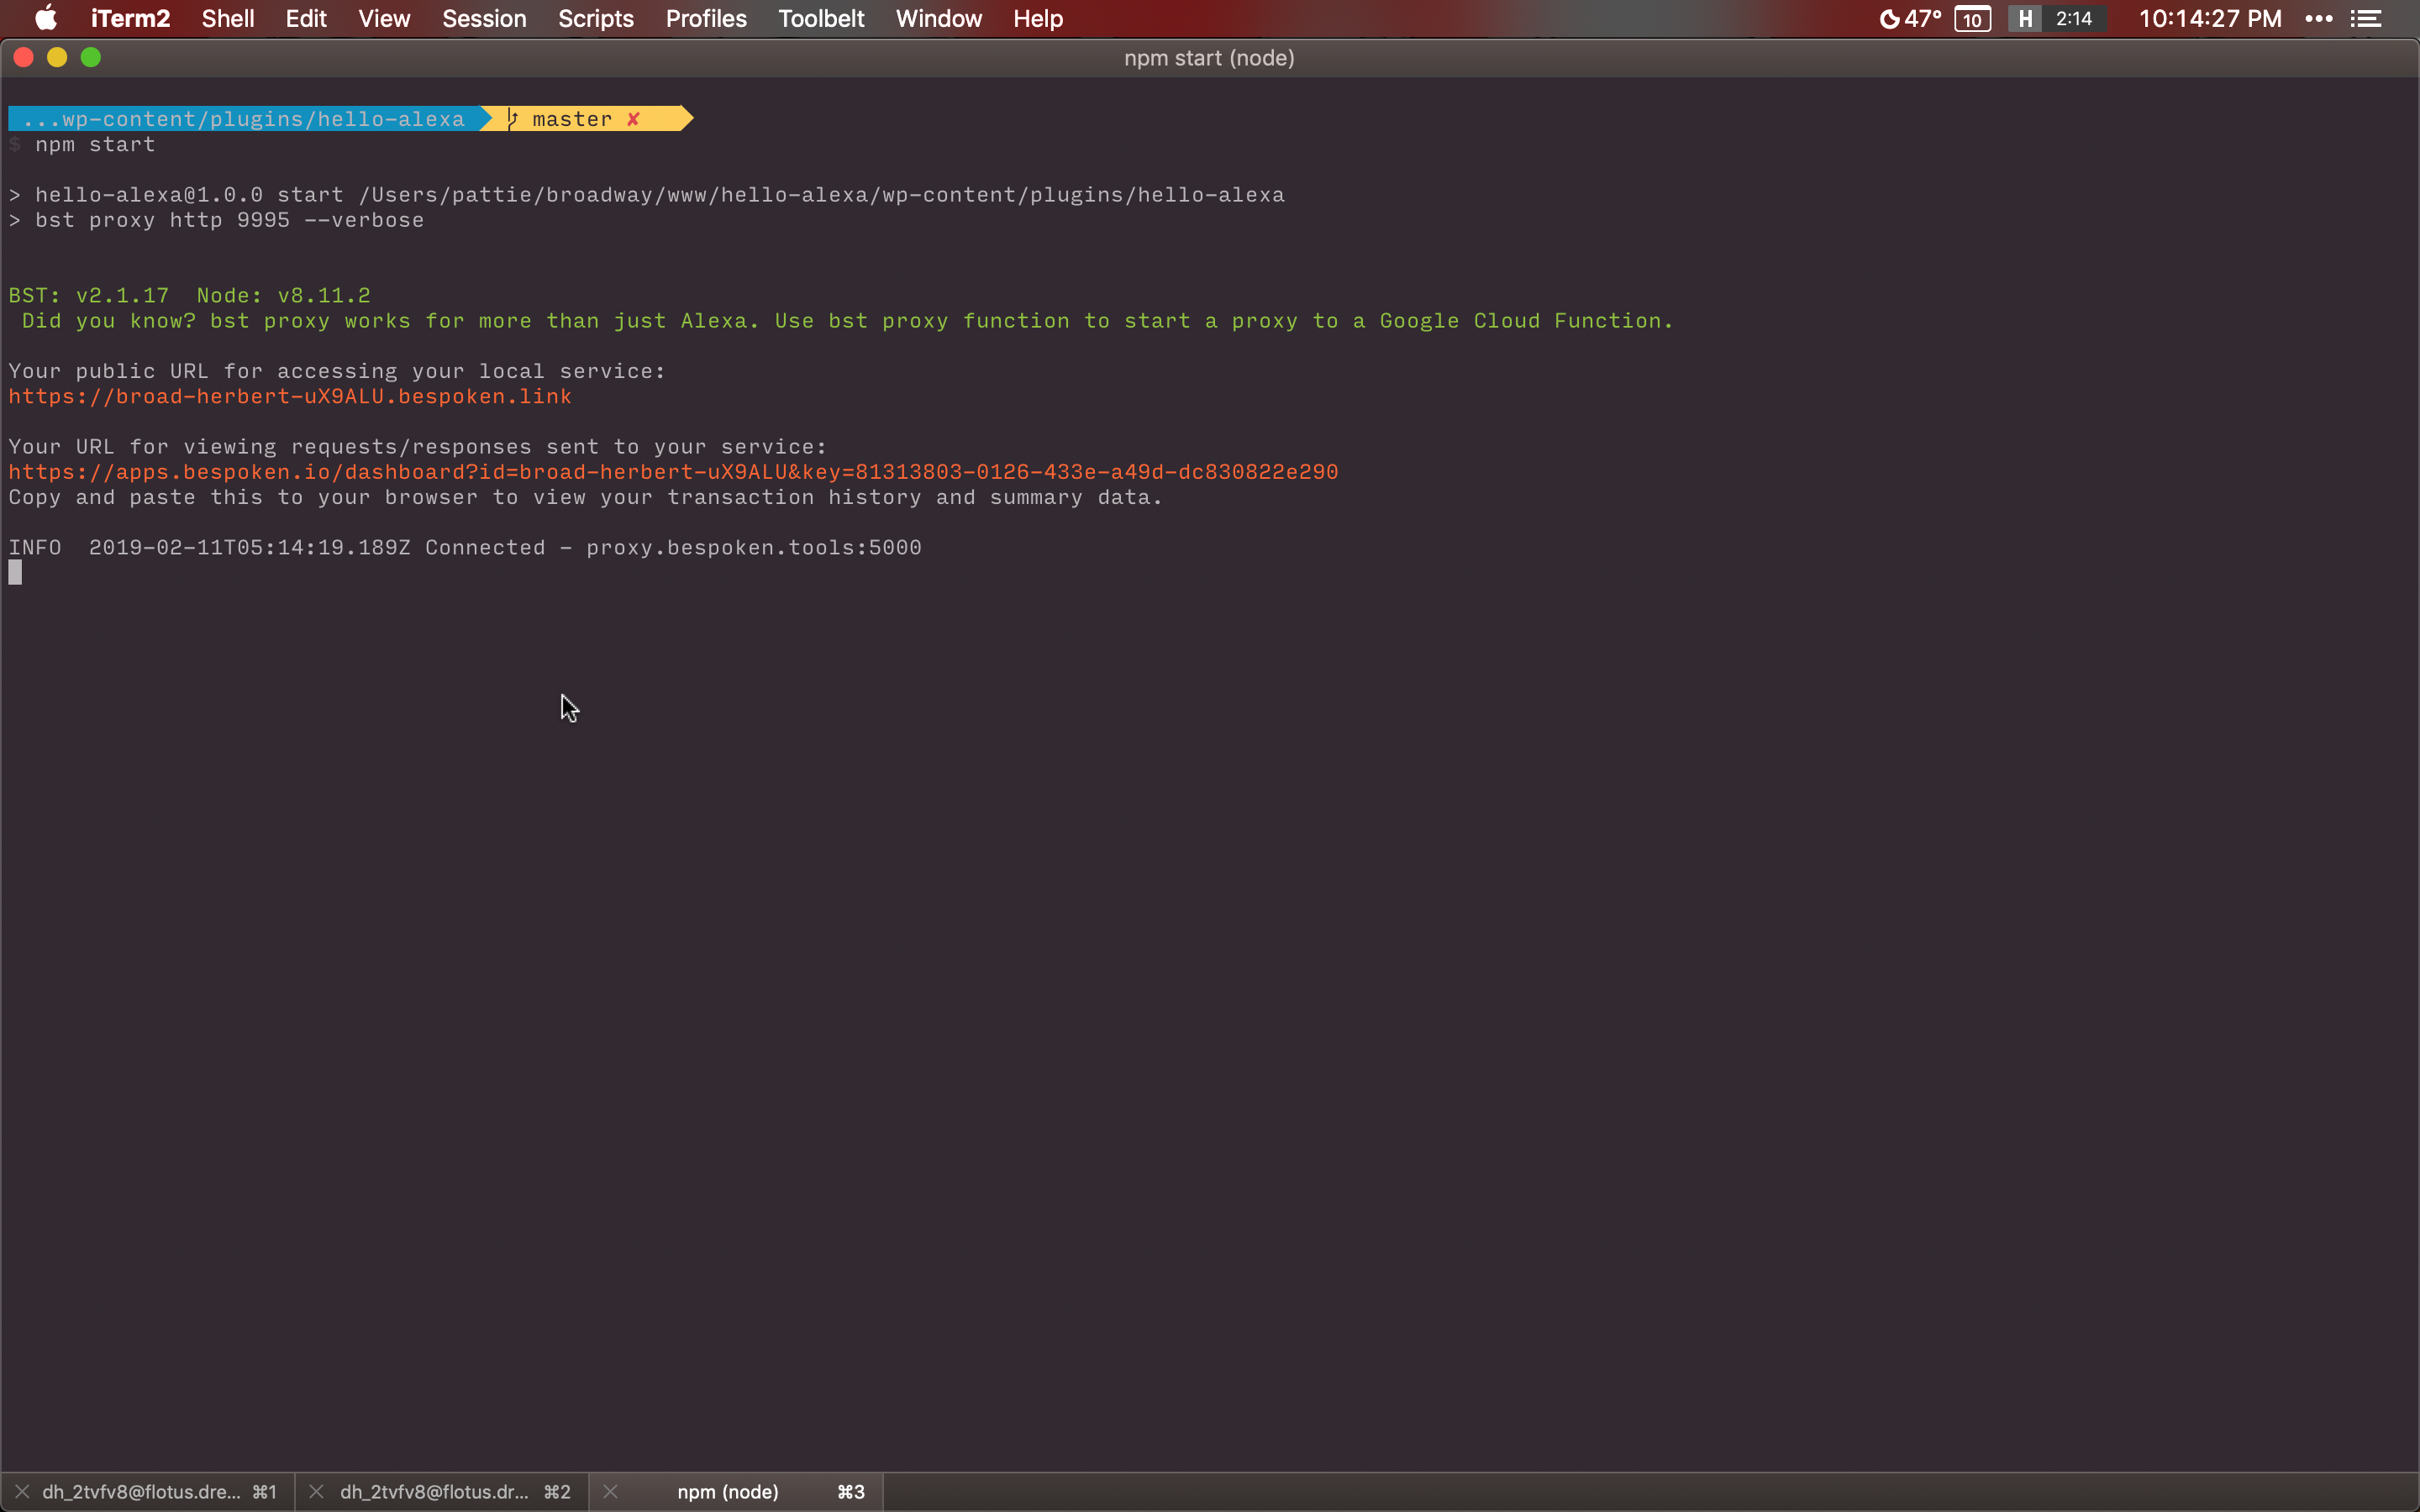 iTerm2 Shell Edit View Session Scripts Profiles Toolbelt Window Help 47° 10 H 2:14 10:14:27 PM
npm start (node)
...wp-content/plugins/hello-alexa master ✘
$ npm start
> hello-alexa@1.0.0 start /Users/pattie/broadway/www/hello-alexa/wp-content/plugins/hello-alexa
> bst proxy http 9995 --verbose
BST: v2.1.17  Node: v8.11.2
Did you know? bst proxy works for more than just Alexa. Use bst proxy function to start a proxy to a Google Cloud Function.
Your public URL for accessing your local service:
https://broad-herbert-uX9ALU.bespoken.link
Your URL for viewing requests/responses sent to your service:
https://apps.bespoken.io/dashboard?id=broad-herbert-uX9ALU&key=81313803-0126-433e-a49d-dc830822e290
Copy and paste this to your browser to view your transaction history and summary data.
INFO  2019-02-11T05:14:19.189Z Connected - proxy.bespoken.tools:5000
dh_2tvfv8@flotus.dre... ⌘1 dh_2tvfv8@flotus.dr... ⌘2 npm (node) ⌘3